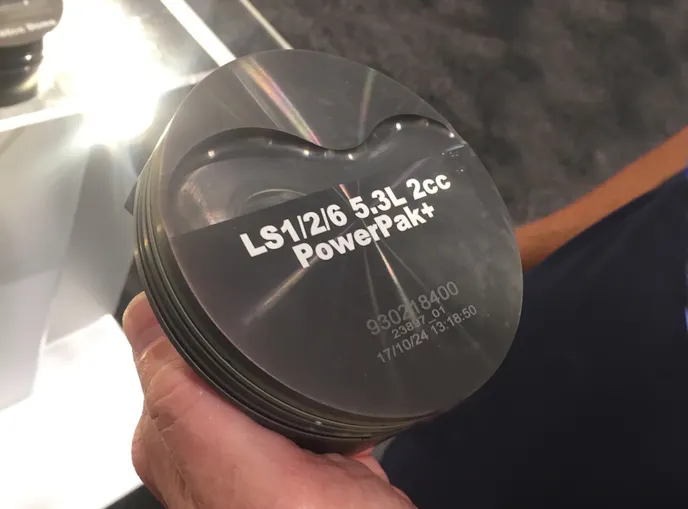 LS1/2/6 5.3L 2cc
PowerPak+
930218400
23897_01
17/10/24 13:18:50